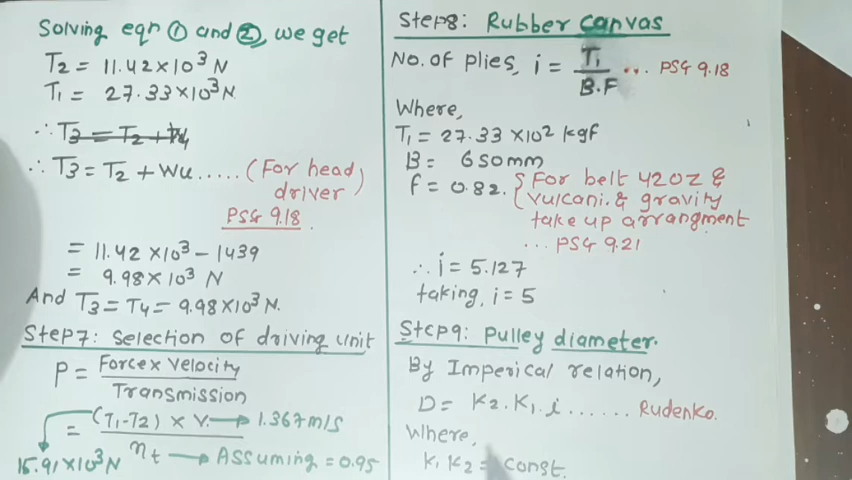 Solving eqn ① and ②, we get
T2 = 11.42×10³ N
T1 = 27.33×10³ N
∴ T3 = T2 + W4
∴ T3 = T2 + Wu ..... (For head driver)
PSG 9.18
= 11.42 ×10³ - 1439
= 9.98×10³ N
And T3 = T4 = 9.98×10³ N.
Step7: Selection of driving unit
P = Force x Velocity / Transmission
= (T1-T2) × V. → 1.367 m/s / ηt → Assuming = 0.95
15.91×10³ N
Step8: Rubber canvas
No. of plies, i = T1 / B.F ... PSG 9.18
Where,
T1 = 27.33 ×10² kgf
B = 650mm
f = 0.82. {For belt 42oz &
vulcani. & gravity
take up arrangment
... PSG 9.21
∴ i = 5.127
taking, i = 5
Step9: Pulley diameter.
By Imperical relation,
D = K2. K1. i ....... Rudenko.
Where,
K1 K2 = const.